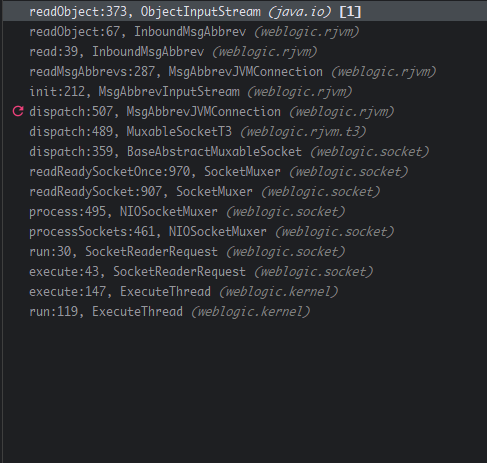 readObject:373, ObjectInputStream (java.io) [1]
readObject:67, InboundMsgAbbrev (weblogic.rjvm)
read:39, InboundMsgAbbrev (weblogic.rjvm)
readMsgAbbrevs:287, MsgAbbrevJVMConnection (weblogic.rjvm)
init:212, MsgAbbrevInputStream (weblogic.rjvm)
dispatch:507, MsgAbbrevJVMConnection (weblogic.rjvm)
dispatch:489, MuxableSocketT3 (weblogic.rjvm.t3)
dispatch:359, BaseAbstractMuxableSocket (weblogic.socket)
readReadySocketOnce:970, SocketMuxer (weblogic.socket)
readReadySocket:907, SocketMuxer (weblogic.socket)
process:495, NIOSocketMuxer (weblogic.socket)
processSockets:461, NIOSocketMuxer (weblogic.socket)
run:30, SocketReaderRequest (weblogic.socket)
execute:43, SocketReaderRequest (weblogic.socket)
execute:147, ExecuteThread (weblogic.kernel)
run:119, ExecuteThread (weblogic.kernel)